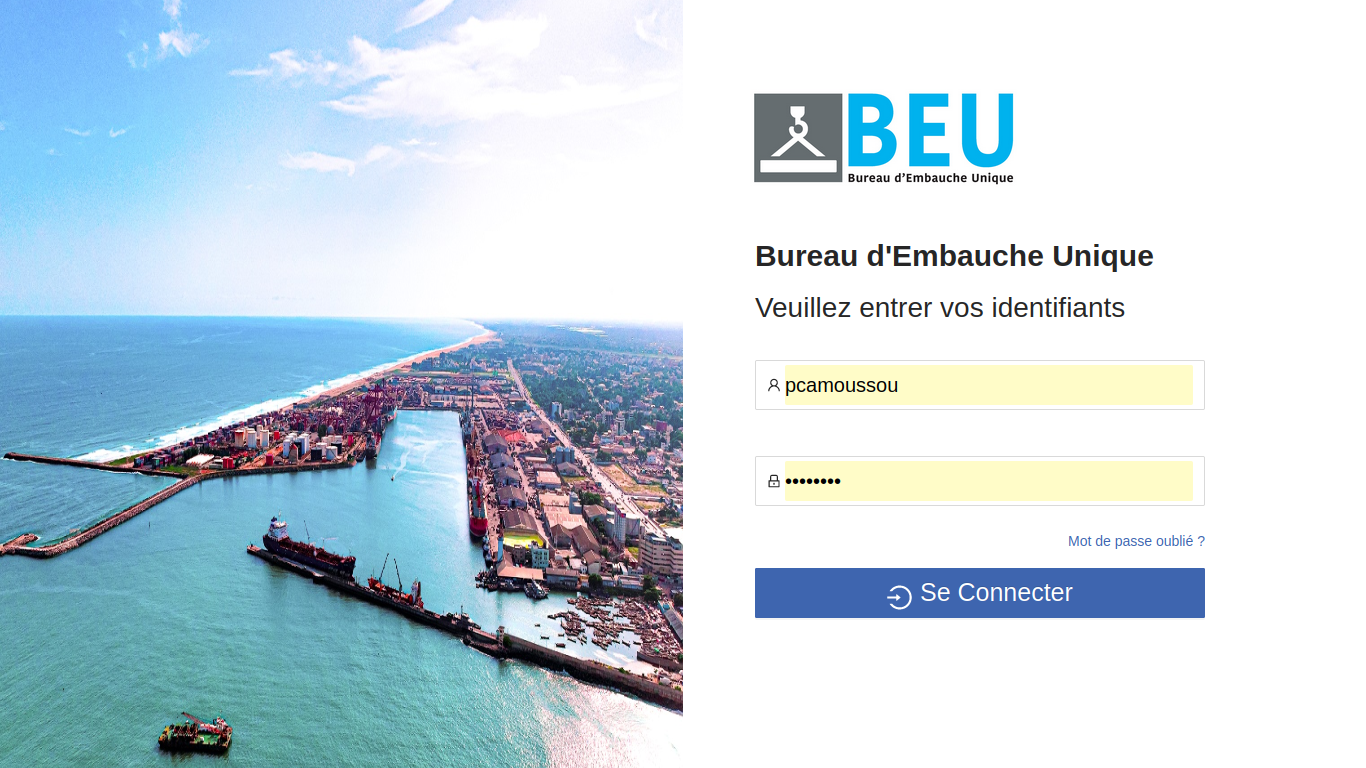 BEU
Bureau d’Embauche Unique
Bureau d'Embauche Unique
Veuillez entrer vos identifiants
pcamoussou
••••••••
Mot de passe oublié ?
Se Connecter